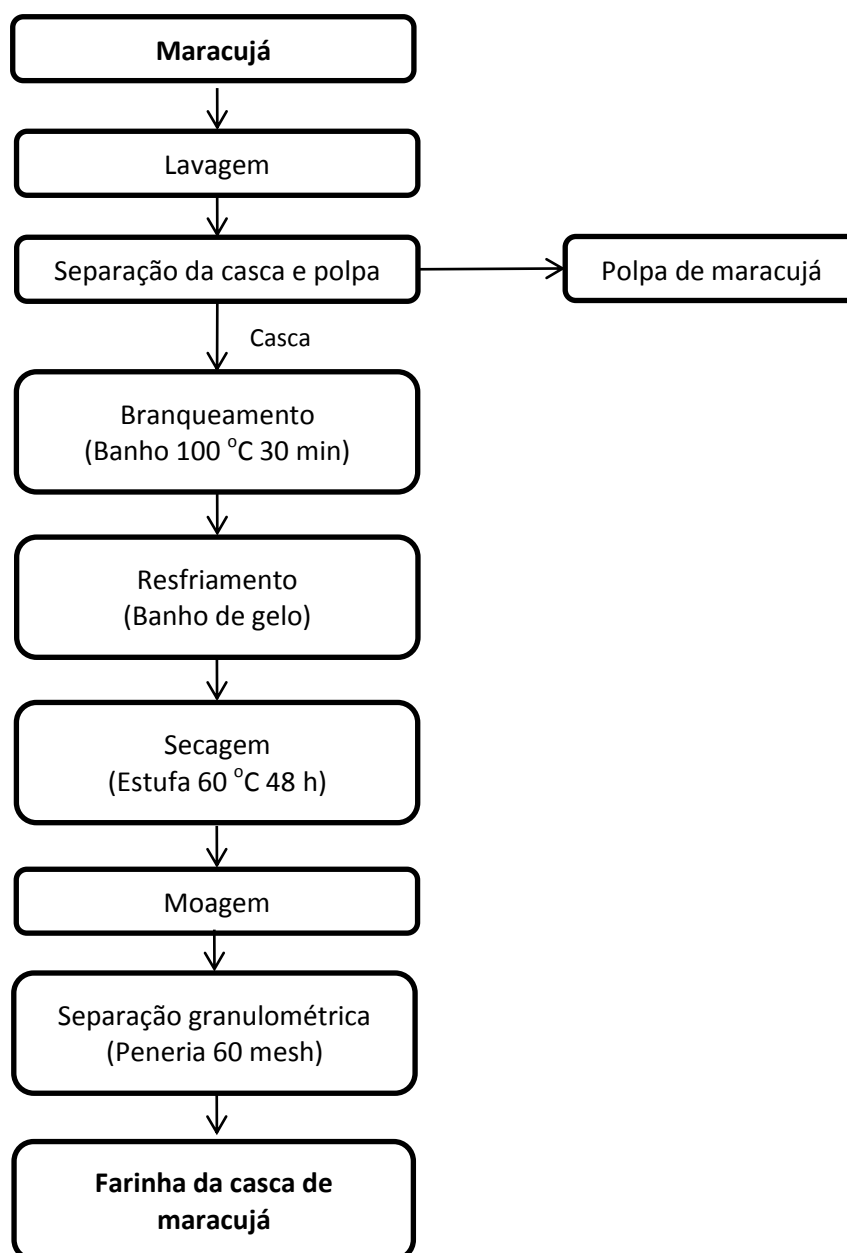 Maracujá
Lavagem
Separação da casca e polpa
Polpa de maracujá
Casca
Branqueamento
(Banho 100 °C 30 min)
Resfriamento
(Banho de gelo)
Secagem
(Estufa 60 °C 48 h)
Moagem
Separação granulométrica
(Peneria 60 mesh)
Farinha da casca de
maracujá